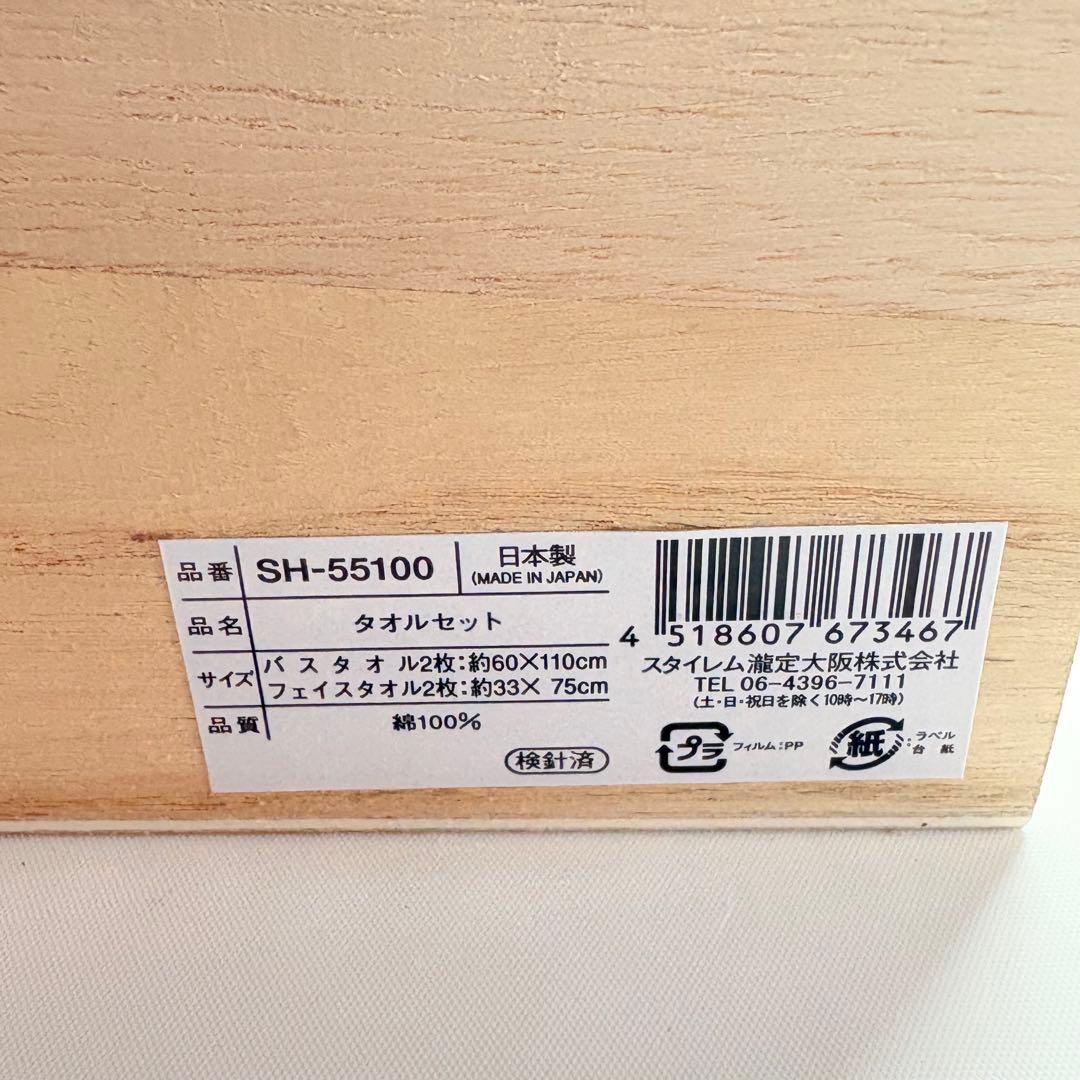 品番 SH-55100 日本製
(MADE IN JAPAN)
品名 タオルセット
サイズ バスタオル2枚:約60×110cm
フェイスタオル2枚:約33× 75cm
品質 綿100%
検針済
4 518607 673467
スタイレム瀧定大阪株式会社
TEL 06-4396-7111
(土・日・祝日を除く10時〜17時)
プラ フィルム:PP
紙 ラベル
台紙